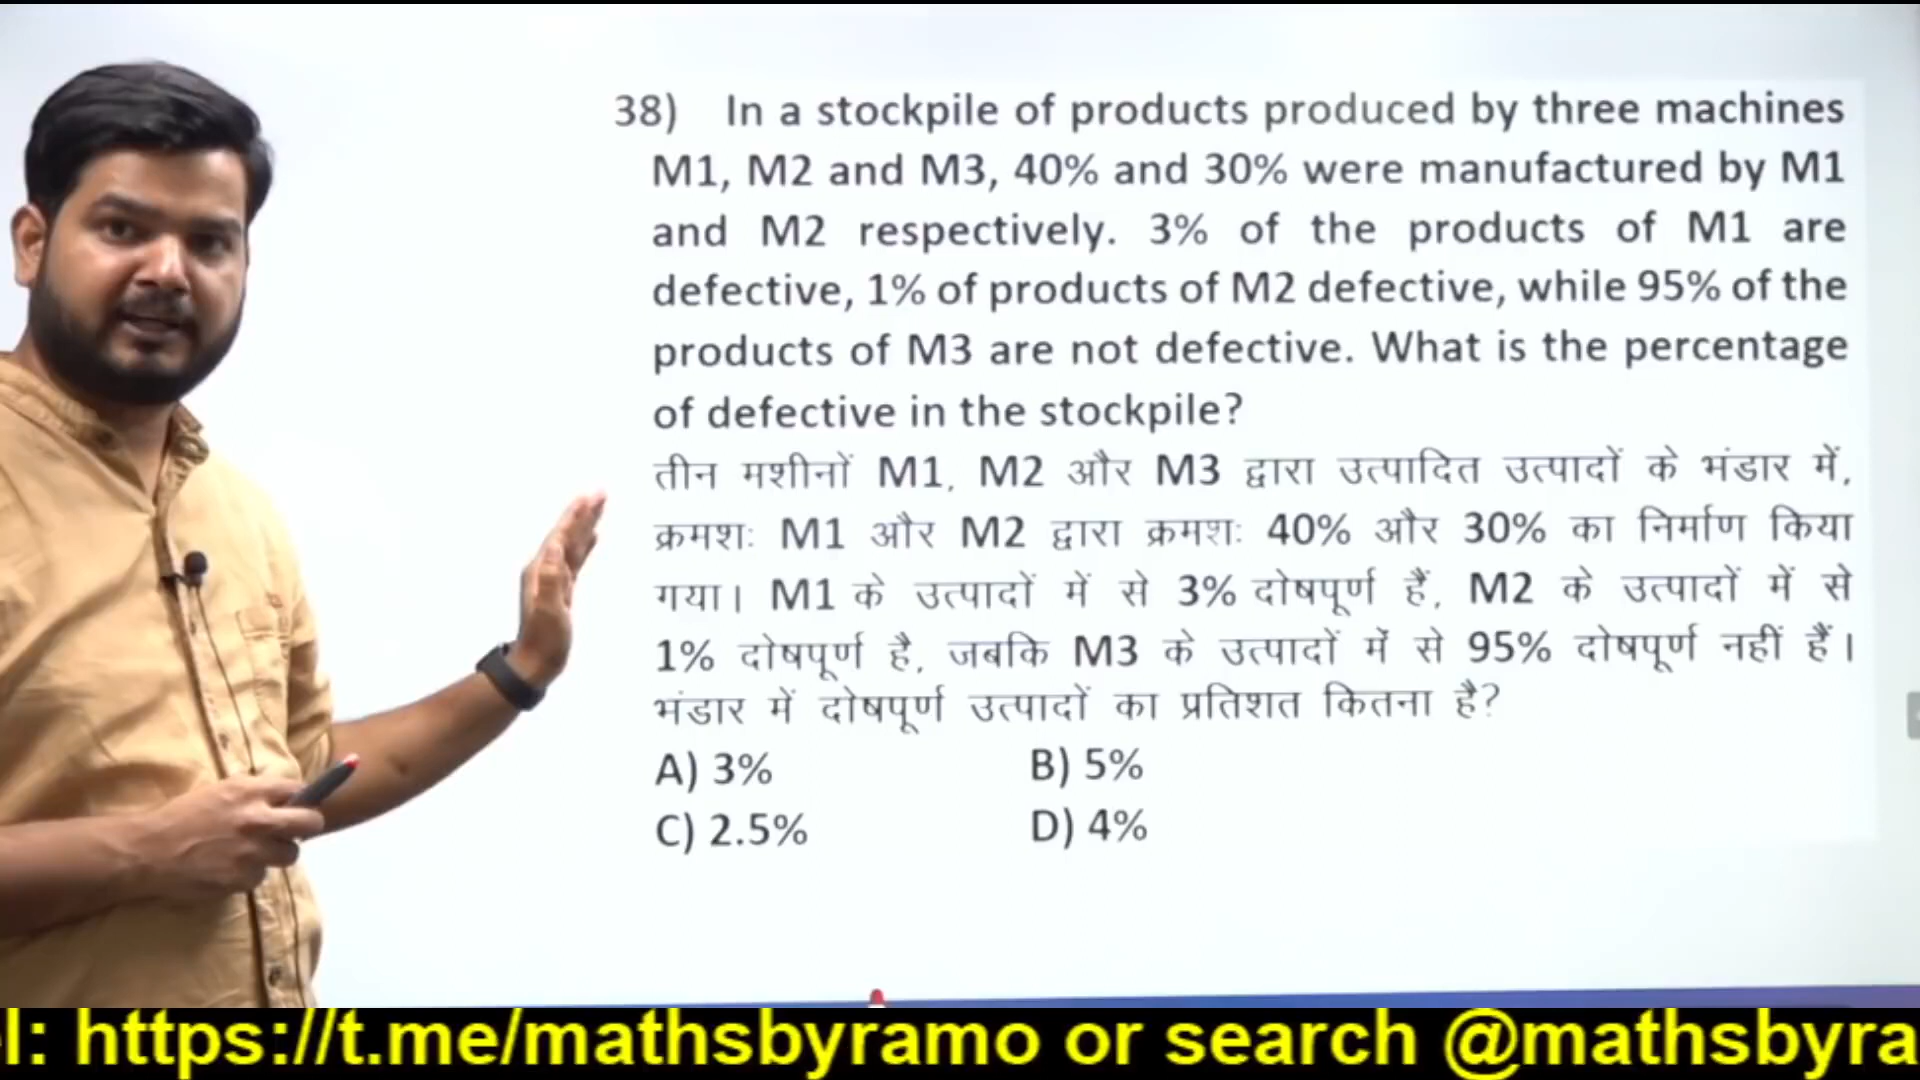 38) In a stockpile of products produced by three machines
M1, M2 and M3, 40% and 30% were manufactured by M1
and M2 respectively. 3% of the products of M1 are
defective, 1% of products of M2 defective, while 95% of the
products of M3 are not defective. What is the percentage
of defective in the stockpile?
तीन मशीनों M1, M2 और M3 द्वारा उत्पादित उत्पादों के भंडार में,
क्रमशः M1 और M2 द्वारा क्रमशः 40% और 30% का निर्माण किया
गया। M1 के उत्पादों में से 3% दोषपूर्ण हैं, M2 के उत्पादों में से
1% दोषपूर्ण है, जबकि M3 के उत्पादों में से 95% दोषपूर्ण नहीं हैं।
भंडार में दोषपूर्ण उत्पादों का प्रतिशत कितना है?
A) 3% B) 5%
C) 2.5% D) 4%
l: https://t.me/mathsbyramo or search @mathsbyra